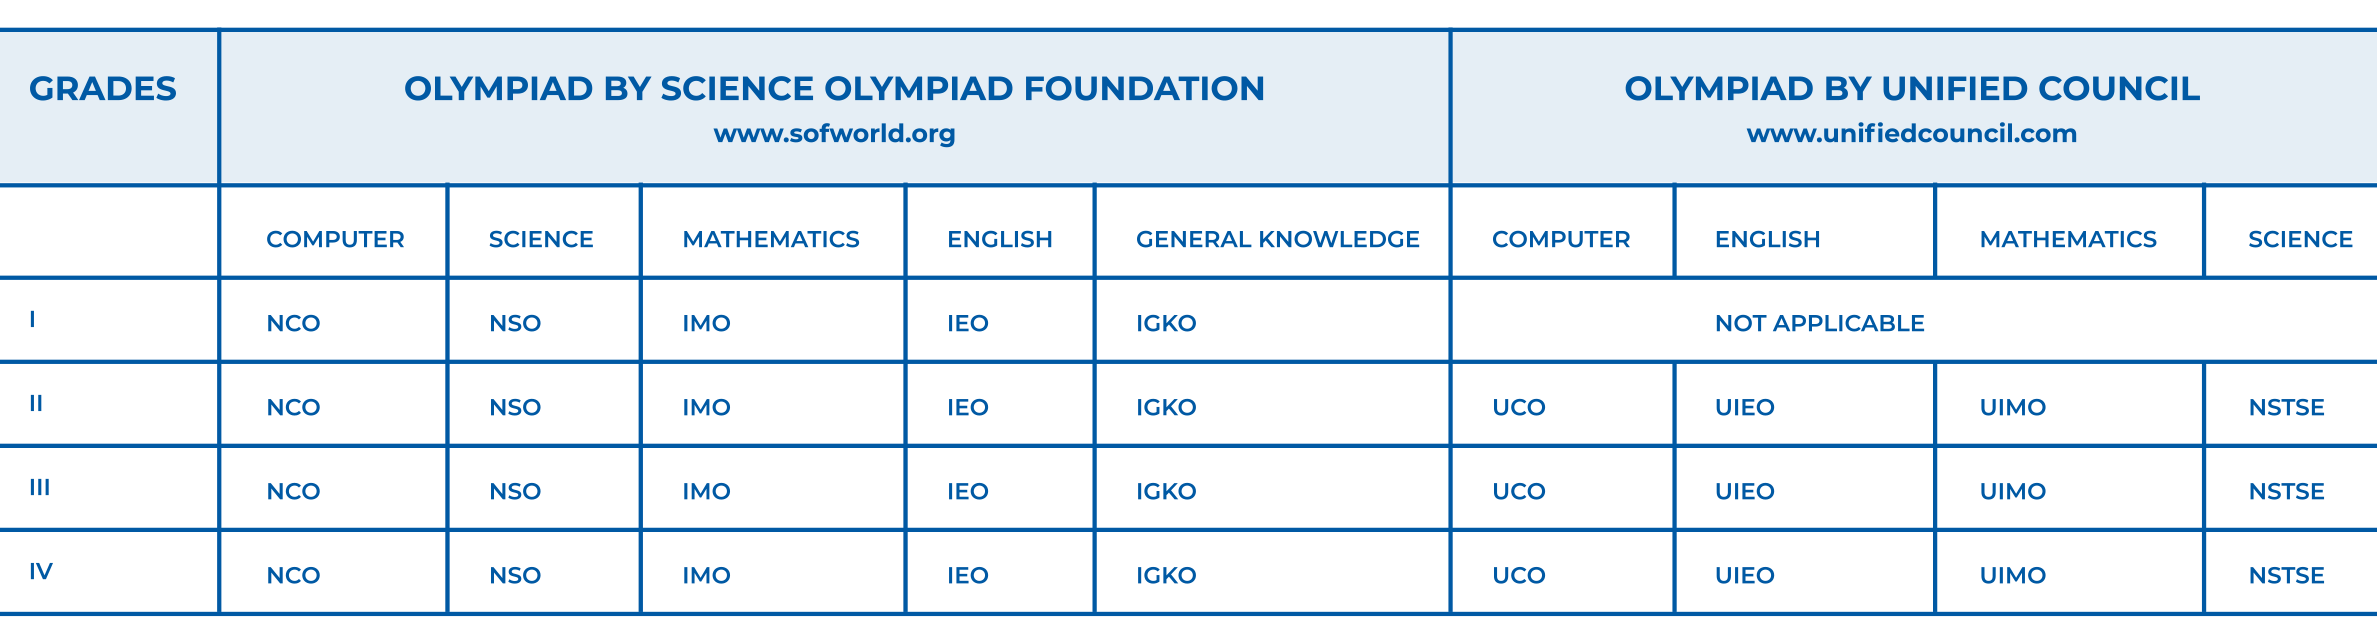 GRADES OLYMPIAD BY SCIENCE OLYMPIAD FOUNDATION OLYMPIAD BY UNIFIED COUNCIL
www.sofworld.org www.unifiedcouncil.com
COMPUTER SCIENCE MATHEMATICS ENGLISH GENERAL KNOWLEDGE COMPUTER ENGLISH MATHEMATICS SCIENCE
I NCO NSO IMO IEO IGKO NOT APPLICABLE
II NCO NSO IMO IEO IGKO UCO UIEO UIMO NSTSE
III NCO NSO IMO IEO IGKO UCO UIEO UIMO NSTSE
IV NCO NSO IMO IEO IGKO UCO UIEO UIMO NSTSE